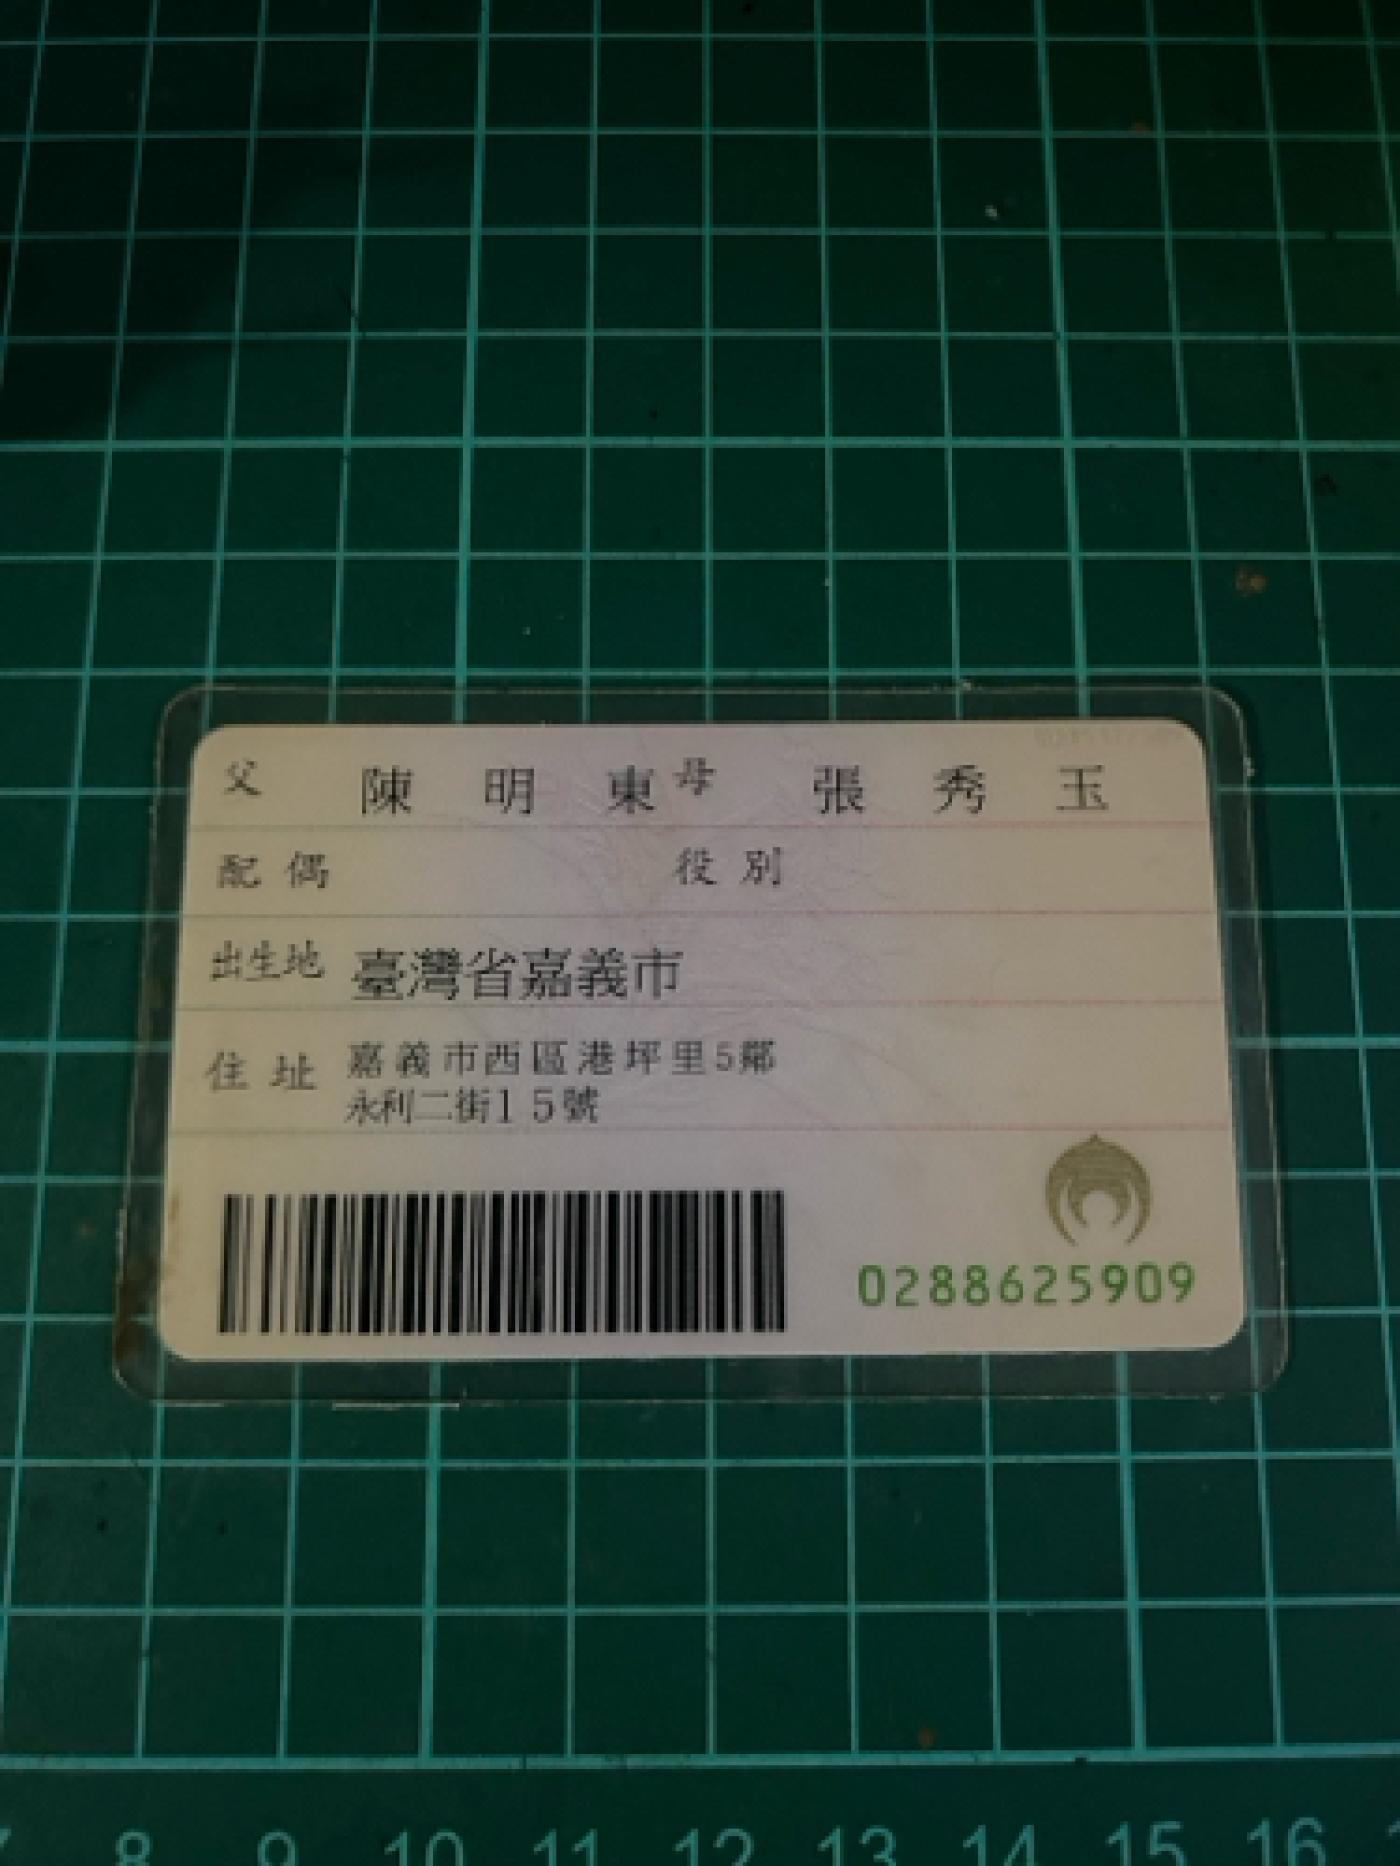 父 陳明東 母 張秀玉
配偶 役別
出生地 臺灣省嘉義市
住址 嘉義市西區港坪里5鄰
永利二街15號
0288625909
8 9 10 11 12 13 14 15 16